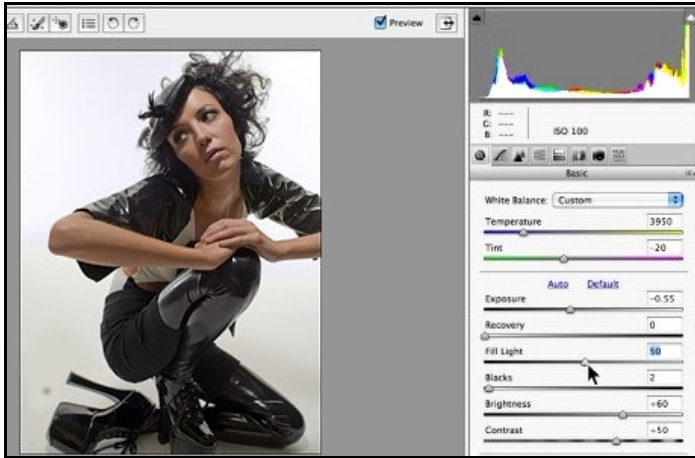 Preview
R: ---
G: ---
B: ---
ISO 100
Basic
White Balance: Custom
Temperature 3950
Tint -20
Auto Default
Exposure -0.55
Recovery 0
Fill Light 50
Blacks 2
Brightness +60
Contrast +50